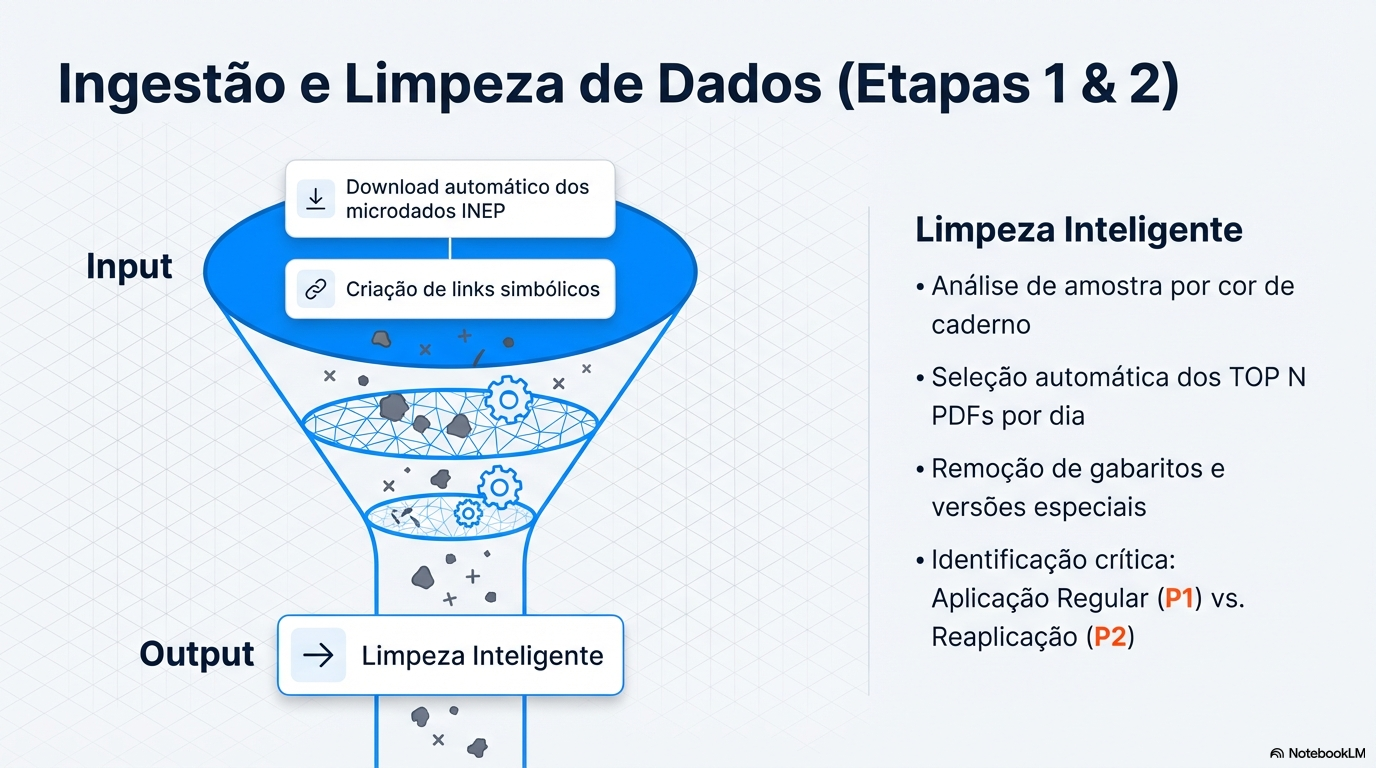 Ingestão e Limpeza de Dados (Etapas 1 & 2)
Download automático dos
microdados INEP
Input
Criação de links simbólicos
Output
Limpeza Inteligente
Limpeza Inteligente
• Análise de amostra por cor de
caderno
• Seleção automática dos TOP N
PDFs por dia
• Remoção de gabaritos e
versões especiais
• Identificação crítica:
Aplicação Regular (P1) vs.
Reaplicação (P2)
NotebookLM